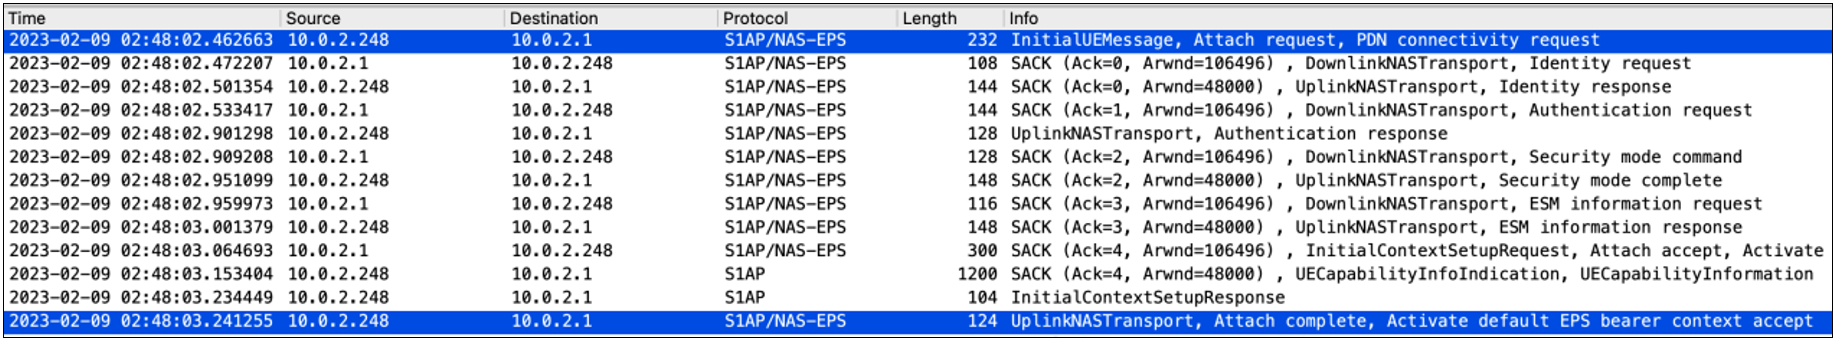 Time Source Destination Protocol Length Info
2023-02-09 02:48:02.462663 10.0.2.248 10.0.2.1 S1AP/NAS-EPS 232 InitialUEMessage, Attach request, PDN connectivity request
2023-02-09 02:48:02.472207 10.0.2.1 10.0.2.248 S1AP/NAS-EPS 108 SACK (Ack=0, Arwnd=106496) , DownlinkNASTransport, Identity request
2023-02-09 02:48:02.501354 10.0.2.248 10.0.2.1 S1AP/NAS-EPS 144 SACK (Ack=0, Arwnd=48000) , UplinkNASTransport, Identity response
2023-02-09 02:48:02.533417 10.0.2.1 10.0.2.248 S1AP/NAS-EPS 144 SACK (Ack=1, Arwnd=106496) , DownlinkNASTransport, Authentication request
2023-02-09 02:48:02.901298 10.0.2.248 10.0.2.1 S1AP/NAS-EPS 128 UplinkNASTransport, Authentication response
2023-02-09 02:48:02.909208 10.0.2.1 10.0.2.248 S1AP/NAS-EPS 128 SACK (Ack=2, Arwnd=106496) , DownlinkNASTransport, Security mode command
2023-02-09 02:48:02.951099 10.0.2.248 10.0.2.1 S1AP/NAS-EPS 148 SACK (Ack=2, Arwnd=48000) , UplinkNASTransport, Security mode complete
2023-02-09 02:48:02.959973 10.0.2.1 10.0.2.248 S1AP/NAS-EPS 116 SACK (Ack=3, Arwnd=106496) , DownlinkNASTransport, ESM information request
2023-02-09 02:48:03.001379 10.0.2.248 10.0.2.1 S1AP/NAS-EPS 148 SACK (Ack=3, Arwnd=48000) , UplinkNASTransport, ESM information response
2023-02-09 02:48:03.064693 10.0.2.1 10.0.2.248 S1AP/NAS-EPS 300 SACK (Ack=4, Arwnd=106496) , InitialContextSetupRequest, Attach accept, Activate
2023-02-09 02:48:03.153404 10.0.2.248 10.0.2.1 S1AP 1200 SACK (Ack=4, Arwnd=48000) , UECapabilityInfoIndication, UECapabilityInformation
2023-02-09 02:48:03.234449 10.0.2.248 10.0.2.1 S1AP 104 InitialContextSetupResponse
2023-02-09 02:48:03.241255 10.0.2.248 10.0.2.1 S1AP/NAS-EPS 124 UplinkNASTransport, Attach complete, Activate default EPS bearer context accept